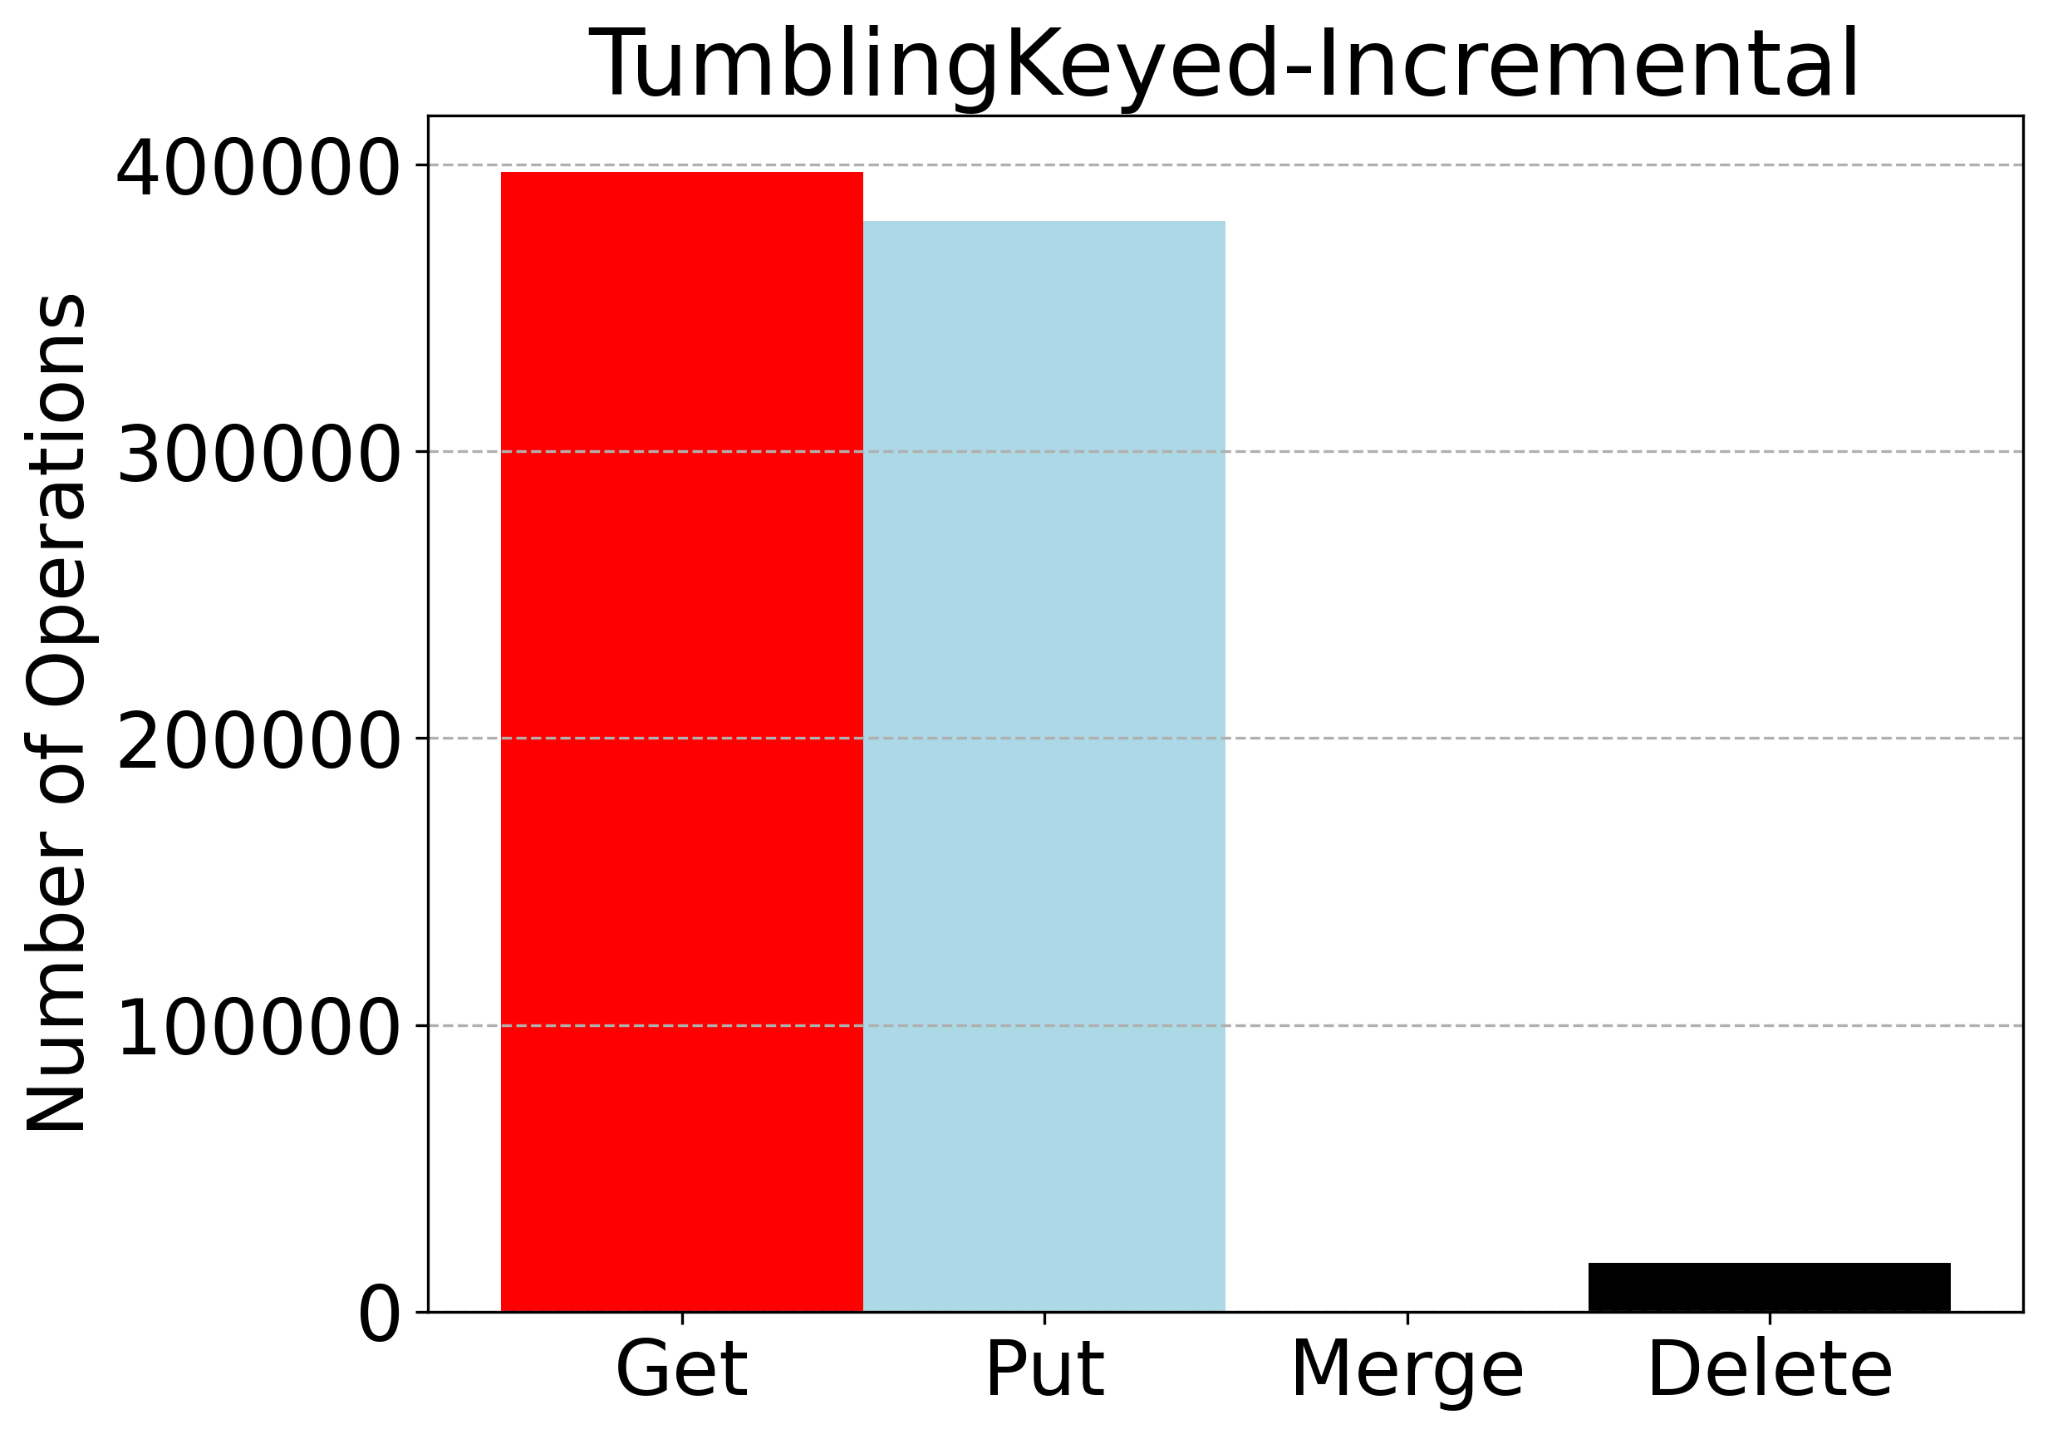 TumblingKeyed-Incremental
Number of Operations
400000
300000
200000
100000
0
Get Put Merge Delete